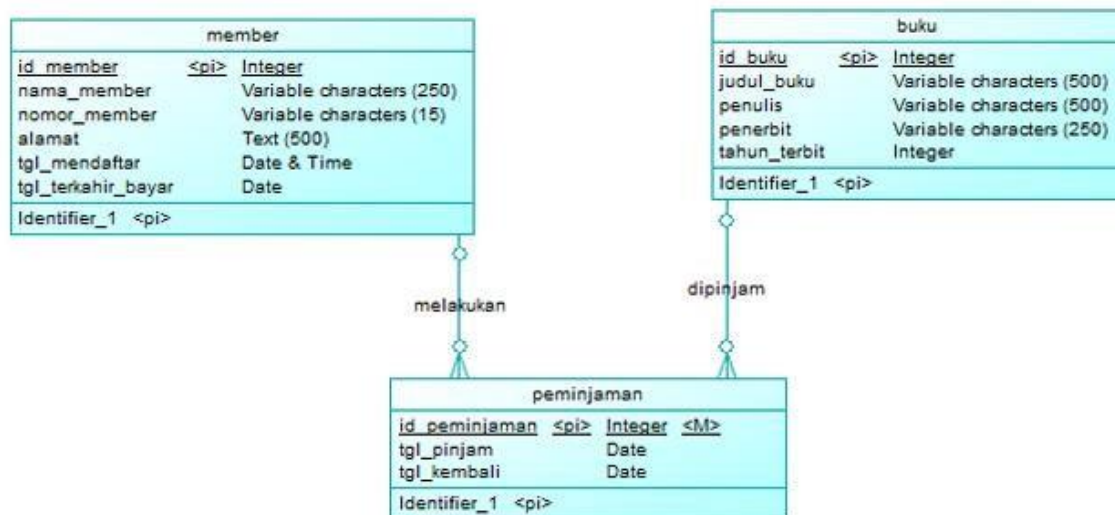 member
id_member <pi> Integer
nama_member Variable characters (250)
nomor_member Variable characters (15)
alamat Text (500)
tgl_mendaftar Date & Time
tgl_terkahir_bayar Date
Identifier_1 <pi>
buku
id_buku <pi> Integer
judul_buku Variable characters (500)
penulis Variable characters (500)
penerbit Variable characters (250)
tahun_terbit Integer
Identifier_1 <pi>
melakukan
dipinjam
peminjaman
id_peminjaman <pi> Integer <M>
tgl_pinjam Date
tgl_kembali Date
Identifier_1 <pi>